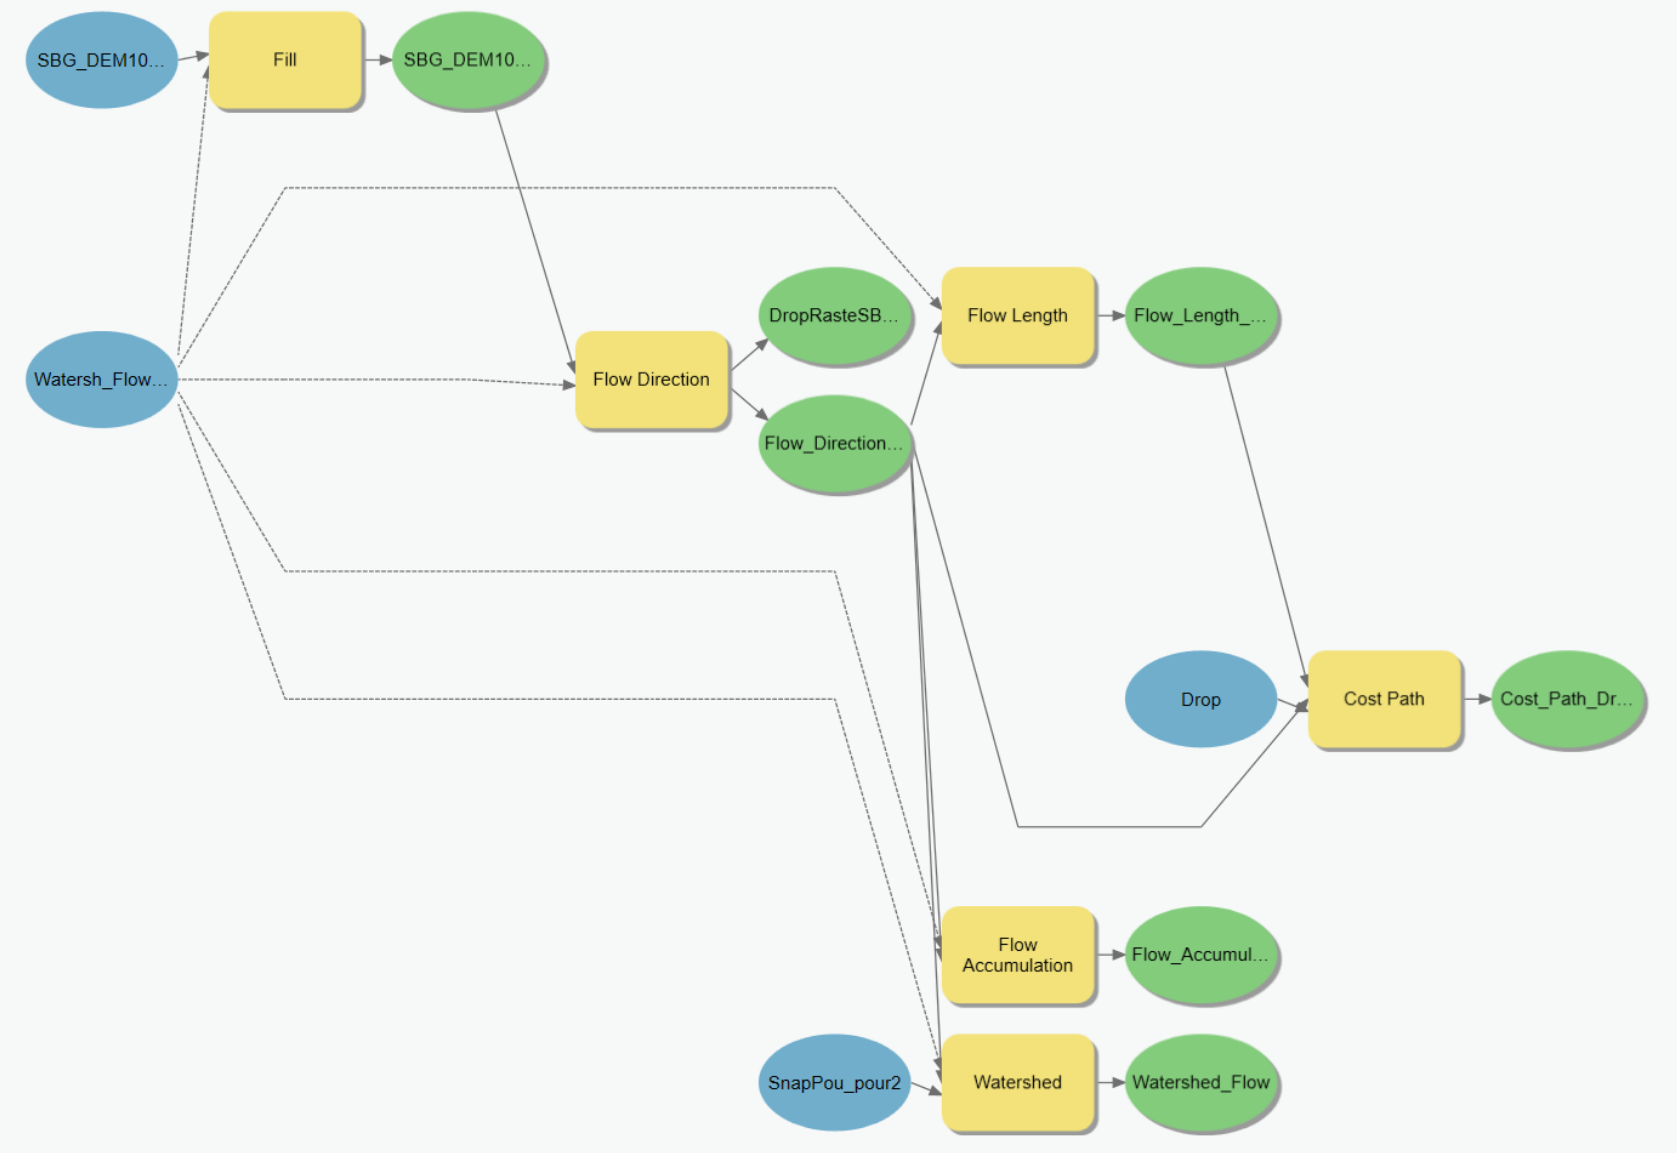 SBG_DEM10...
Fill
SBG_DEM10...
DropRasteSB...
Flow Length
Flow_Length_...
Watersh_Flow...
Flow Direction
Flow_Direction...
Drop
Cost Path
Cost_Path_Dr...
Flow
Accumulation
Flow_Accumul...
SnapPou_pour2
Watershed
Watershed_Flow